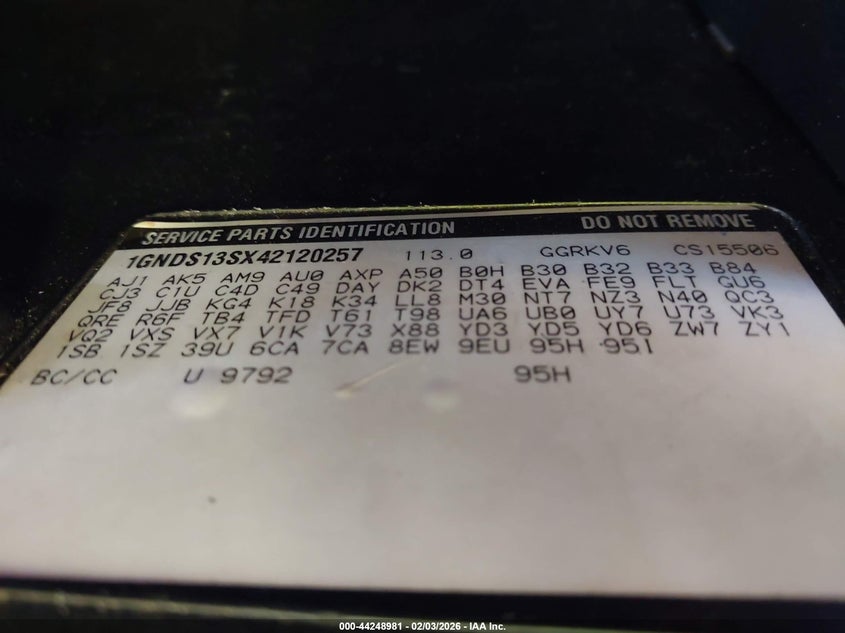 SERVICE PARTS IDENTIFICATION DO NOT REMOVE
1GNDS13SX42120257 113.0 GGRKV6 CS15506
AJ1 AK5 AM9 AU0 AXP A50 B0H B30 B32 B33 B84
CJ3 C1U C4D C49 DAY DK2 DT4 EVA FE9 FLT GU6
JF8 JJB KG4 K18 K34 LL8 M30 NT7 NZ3 N40 QC3
QRE R6F TB4 TFD T61 T98 UA6 UB0 UY7 U73 VK3
VQ2 VXS VX7 V1K V73 X88 YD3 YD5 YD6 ZW7 ZY1
1SB 1SZ 39U 6CA 7CA 8EW 9EU 95H 95I
BC/CC U 9792 95H
000-44248981 - 02/03/2026 - IAA Inc.